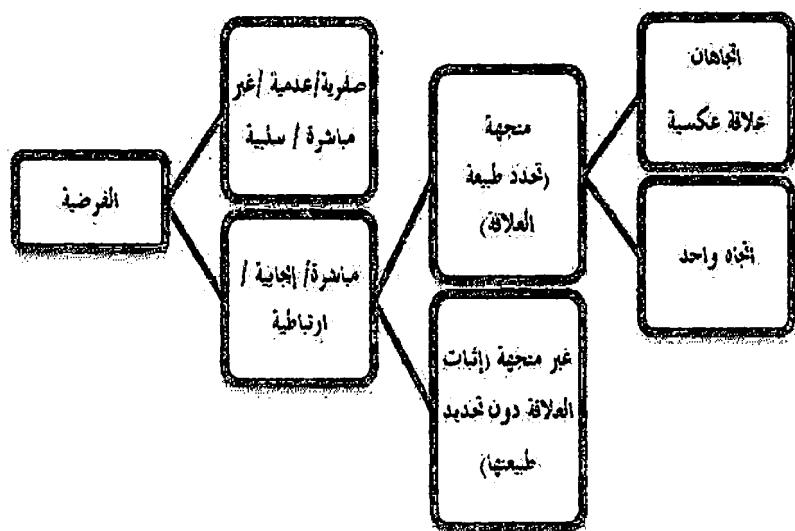 الفرضية
صفوية/عدمية/غير
مباشرة / سلبية
مباشرة/ إيجابية /
ارتباطية
متجهة
(تحدد طبيعة
العلاقة)
غير متجهة (إثبات
العلاقة دون تحديد
طبيعتها)
اتجاهان
علاقة عكسية
اتجاه واحد